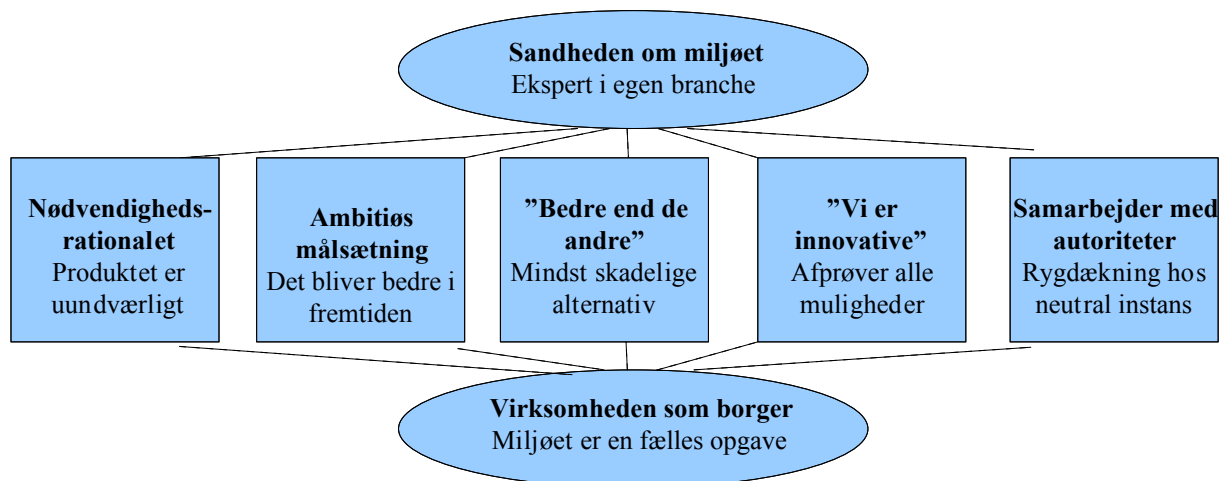 Sandheden om miljøet
Ekspert i egen branche
Nødvendigheds-
rationalet
Produktet er
uundværligt
Ambitiøs
målsætning
Det bliver bedre i
fremtiden
”Bedre end de
andre”
Mindst skadelige
alternativ
”Vi er
innovative”
Afprøver alle
muligheder
Samarbejder med
autoriteter
Rygdækning hos
neutral instans
Virksomheden som borger
Miljøet er en fælles opgave